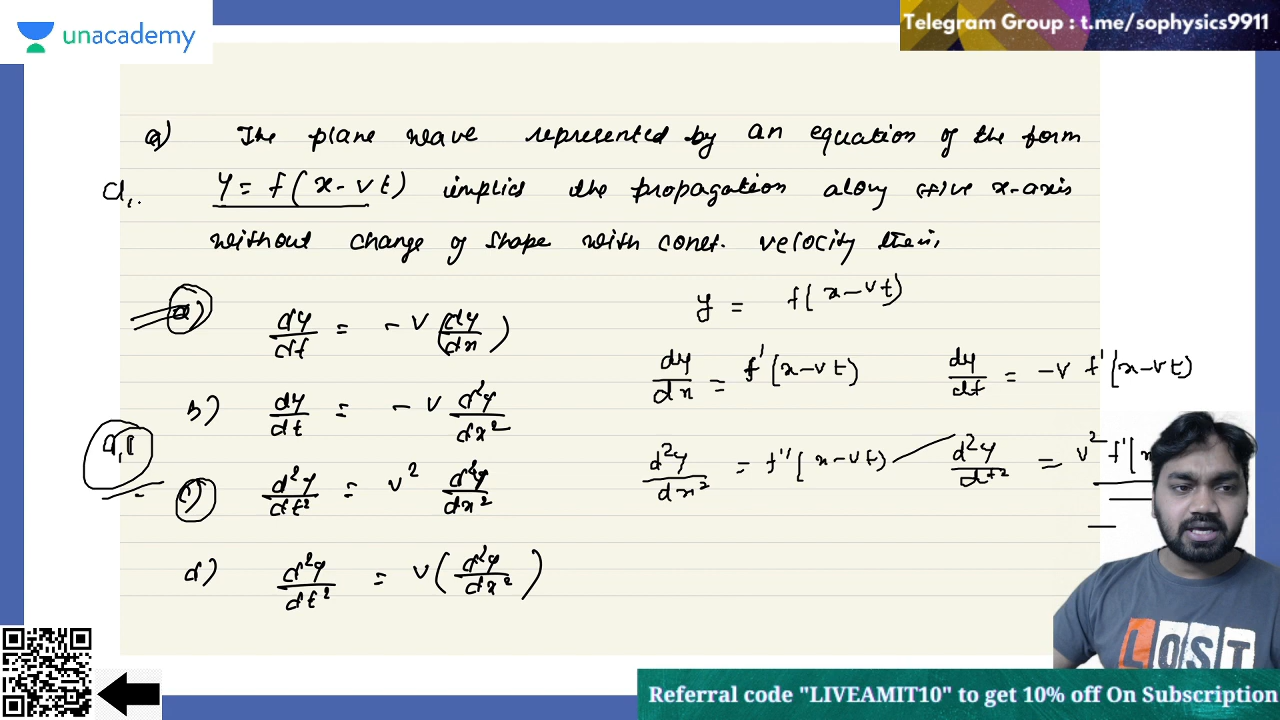 unacademy
Telegram Group : t.me/sophysics9911
Q) The plane wave represented by an equation of the form
Y = f(x-vt) implies the propagation along +sive x-axis
without change of shape with const. velocity then,
y = f(x-vt)
a) dy/dt = -v (dy/dx)
dy/dx = f'(x-vt) dy/dt = -v f'(x-vt)
b) dy/dt = -v d²y/dx²
d²y/dx² = f''(x-vt) d²y/dt² = v² f'(x
c) d²y/dt² = v² d²y/dx²
d) d²y/dt² = v (d²y/dx²)
LOST
Referral code "LIVEAMIT10" to get 10% off On Subscription